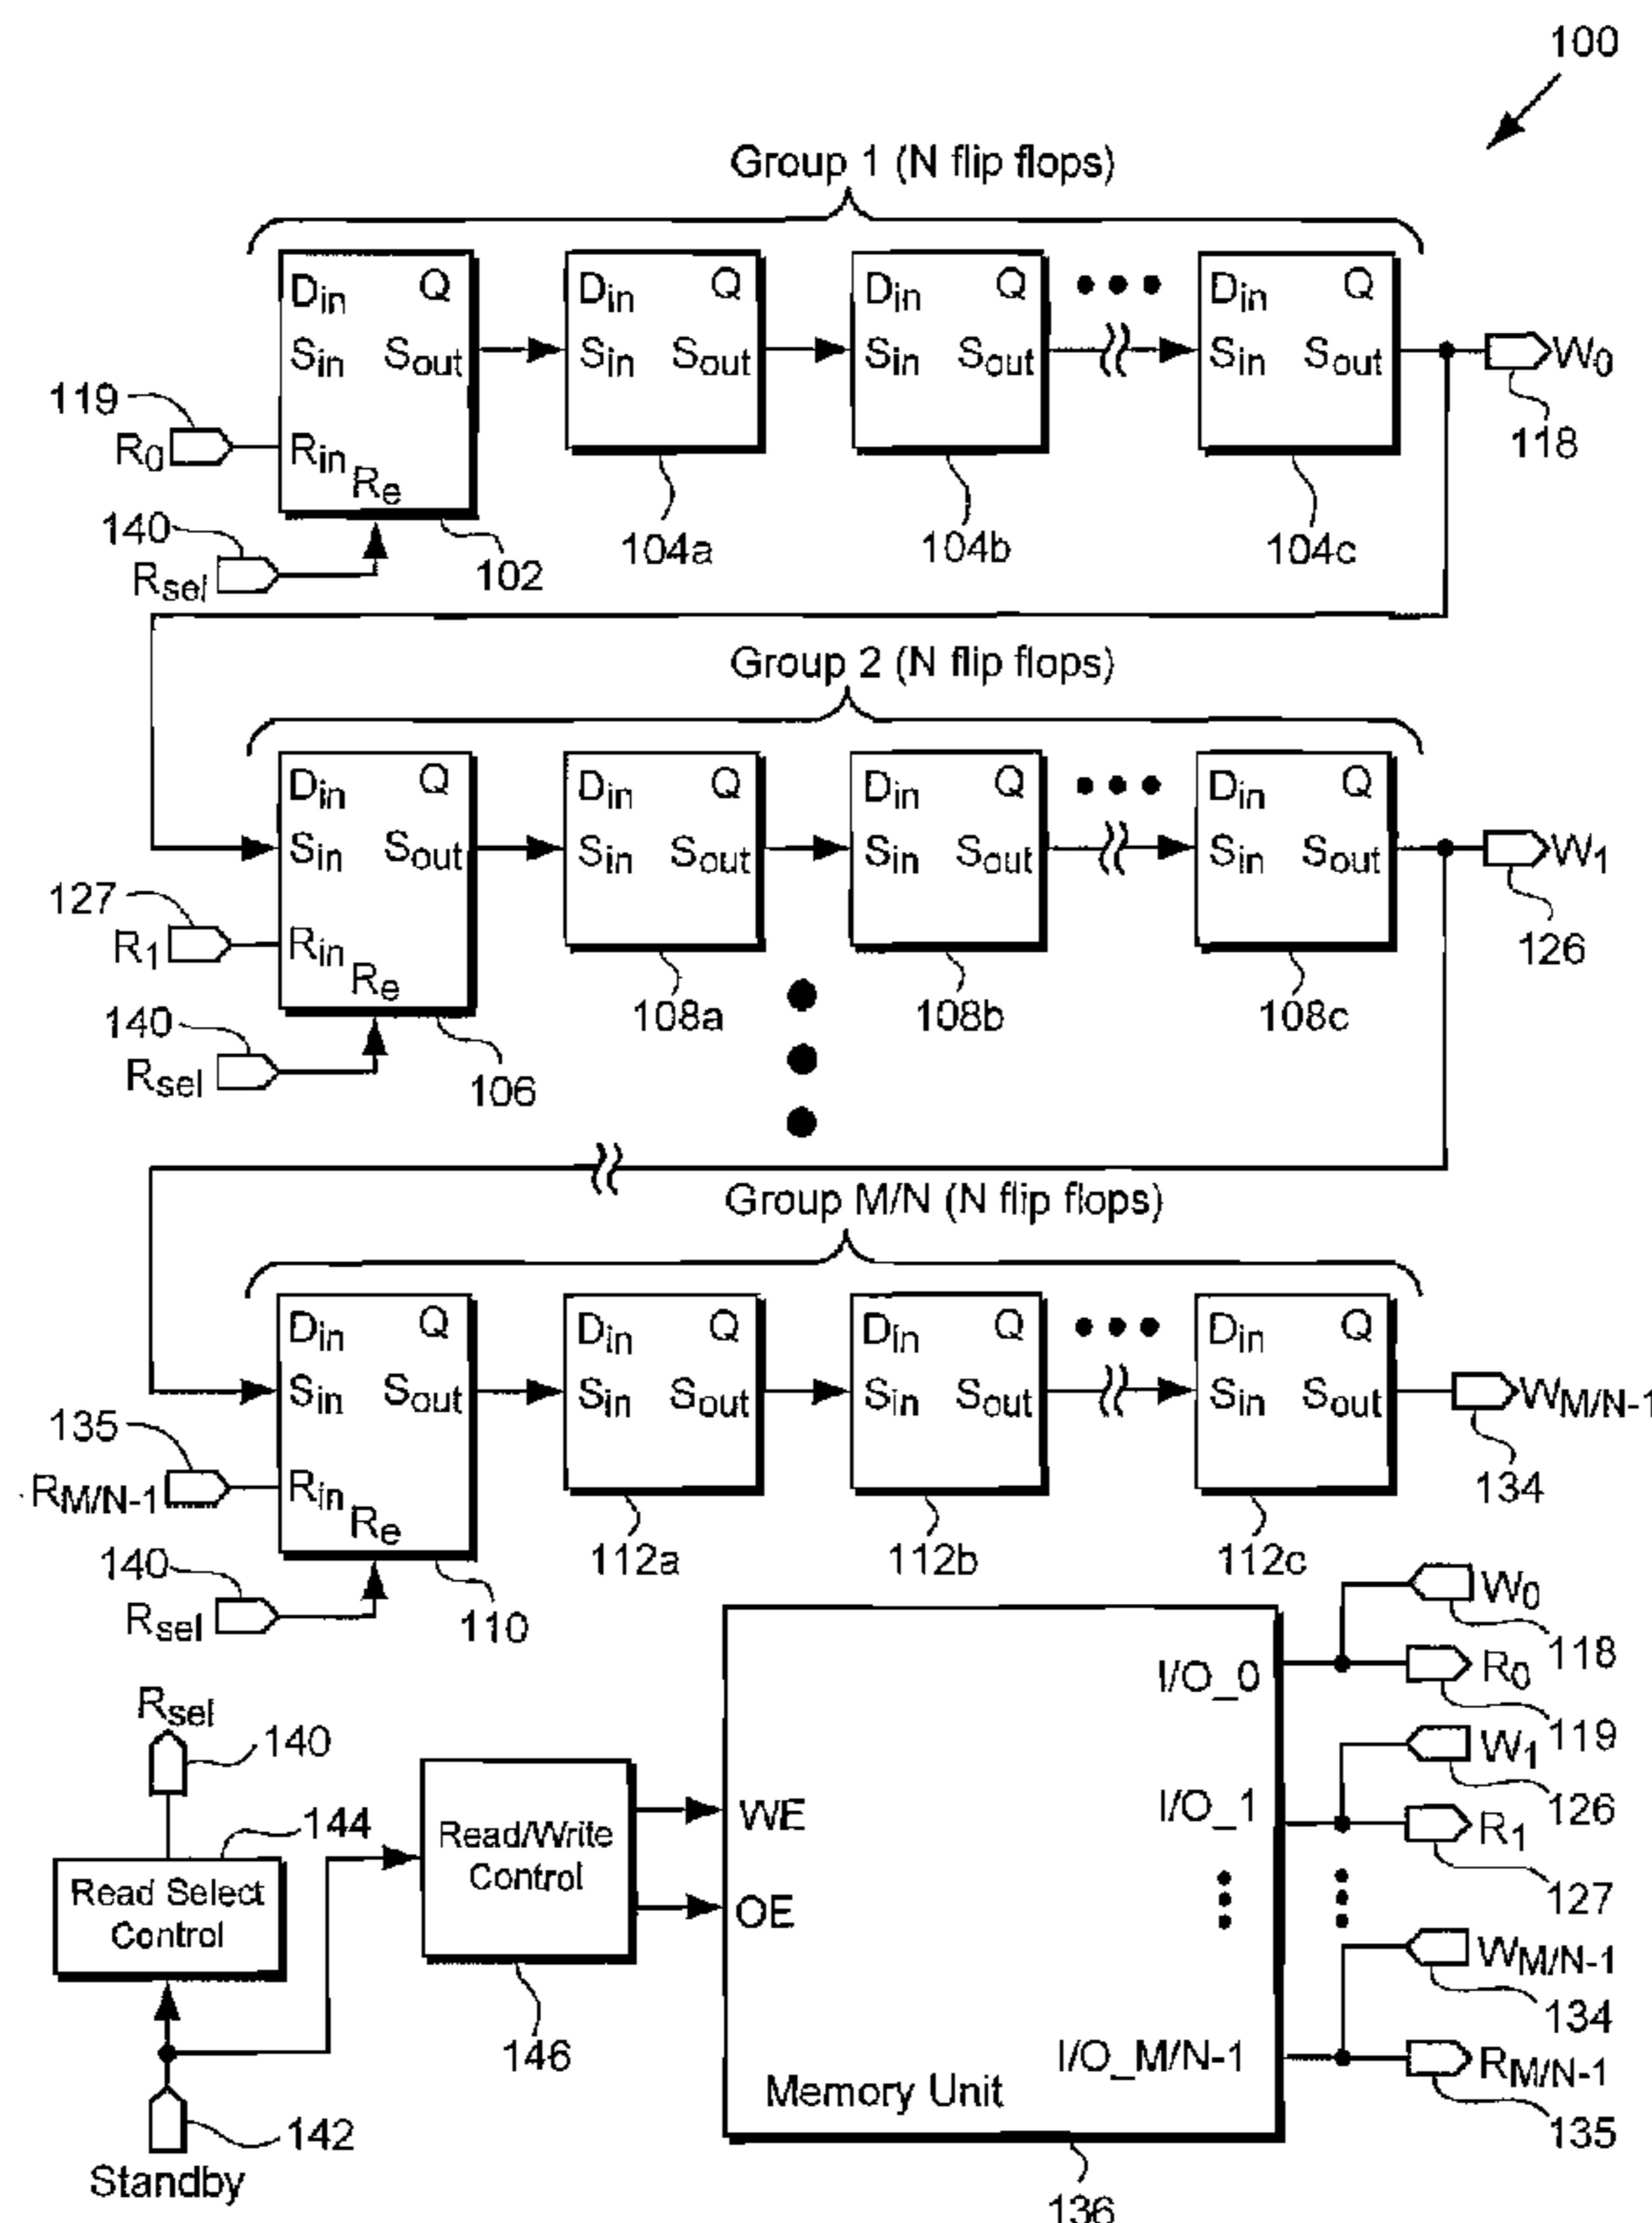 100
Group 1 (N flip flops)
Din Q Din Q Din Q Din Q
Sin Sout Sin Sout Sin Sout Sin Sout W0
119
R0 Rin 118
Re
140 104a 104b 104c
Rsel 102
Group 2 (N flip flops)
Din Q Din Q Din Q Din Q
Sin Sout Sin Sout Sin Sout Sin Sout W1
127
R1 Rin 126
Re
140 108a 108b 108c
Rsel 106
Group M/N (N flip flops)
Din Q Din Q Din Q Din Q
Sin Sout Sin Sout Sin Sout Sin Sout WM/N-1
135
RM/N-1 Rin 134
Re
140 112a 112b 112c
Rsel 110
W0
118
I/O_0 R0
119
Rsel
140
W1
126
I/O_1 R1
127
144
Read Select
Control
Read/Write
Control
WE
OE
146
WM/N-1
134
I/O_M/N-1 RM/N-1
135
Memory Unit
142
Standby
136